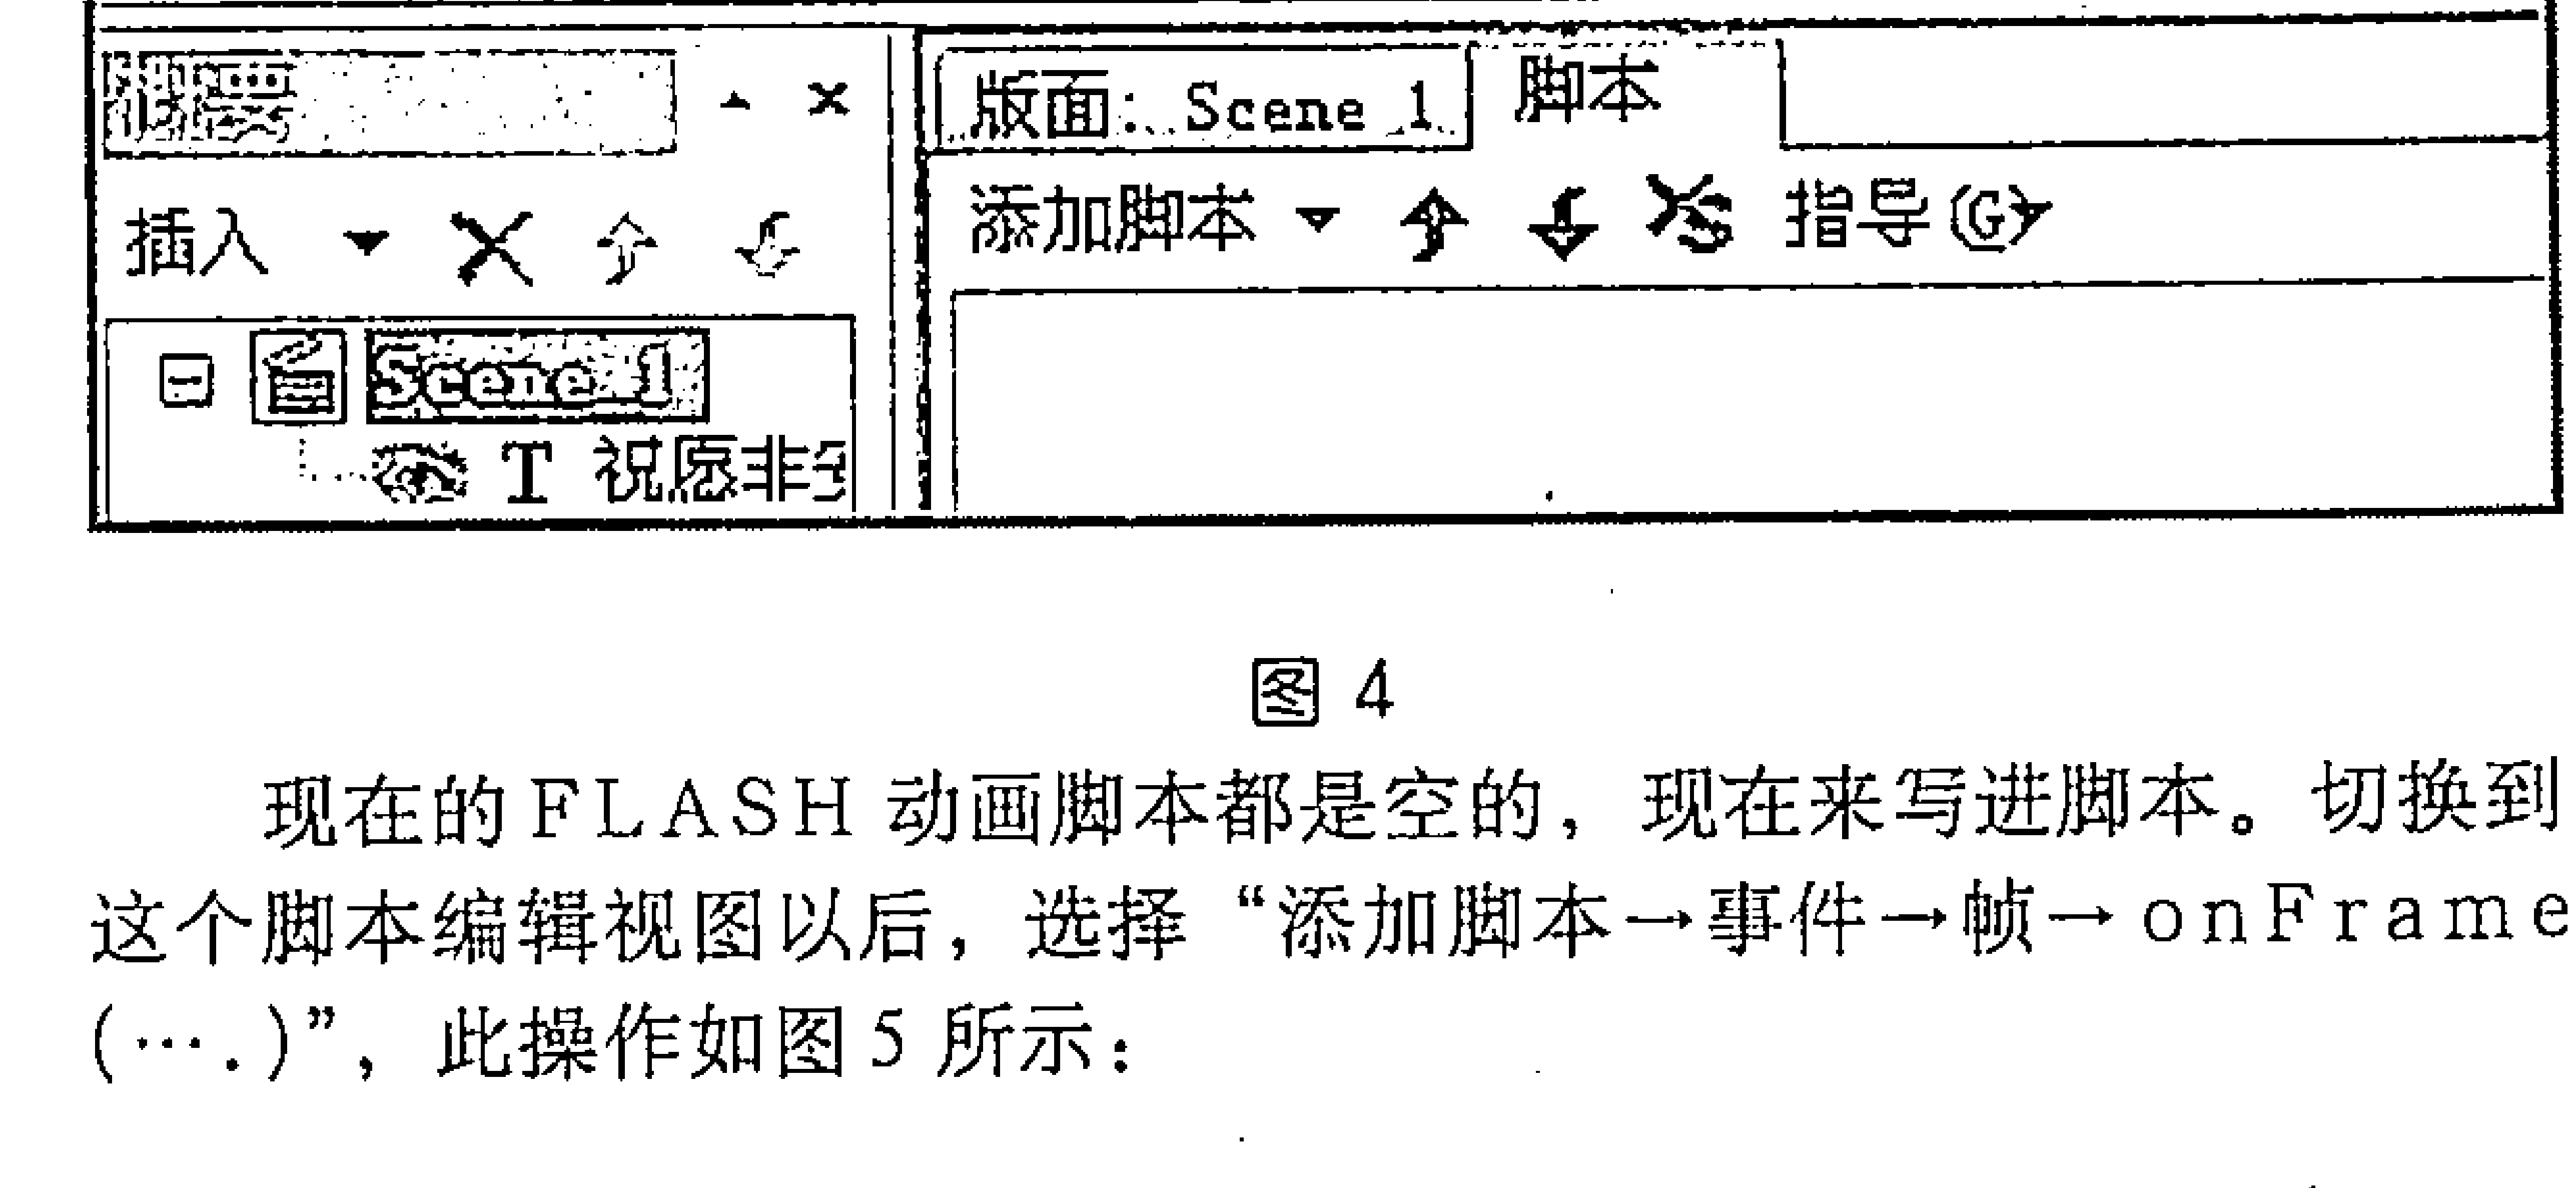 概要
版面: Scene 1 脚本
插入
添加脚本 指导(G)
Scene 1
T 祝愿非
图 4
现在的FLASH动画脚本都是空的，现在来写进脚本。切换到
这个脚本编辑视图以后，选择“添加脚本→事件→帧→onFrame
(….)”，此操作如图5所示：